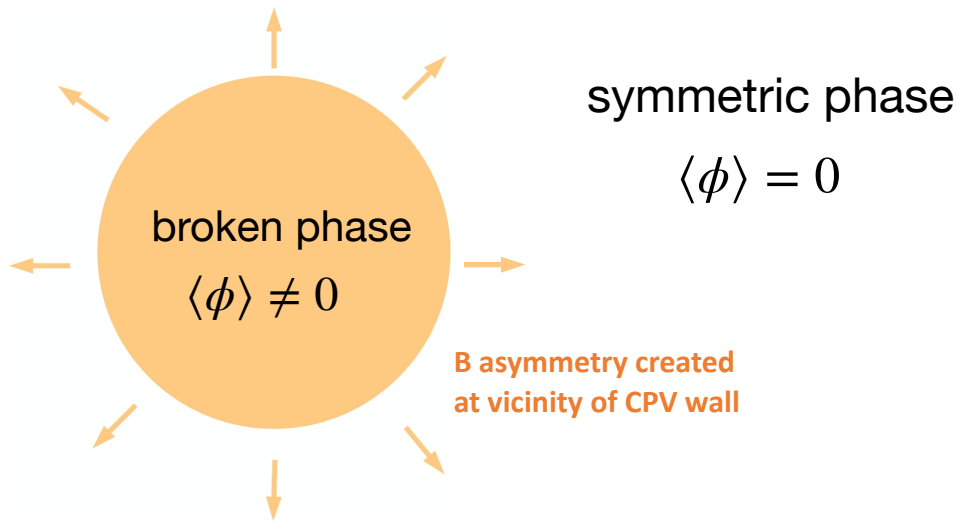 symmetric phase
⟨ϕ⟩ = 0
broken phase
⟨ϕ⟩ ≠ 0
B asymmetry created
at vicinity of CPV wall